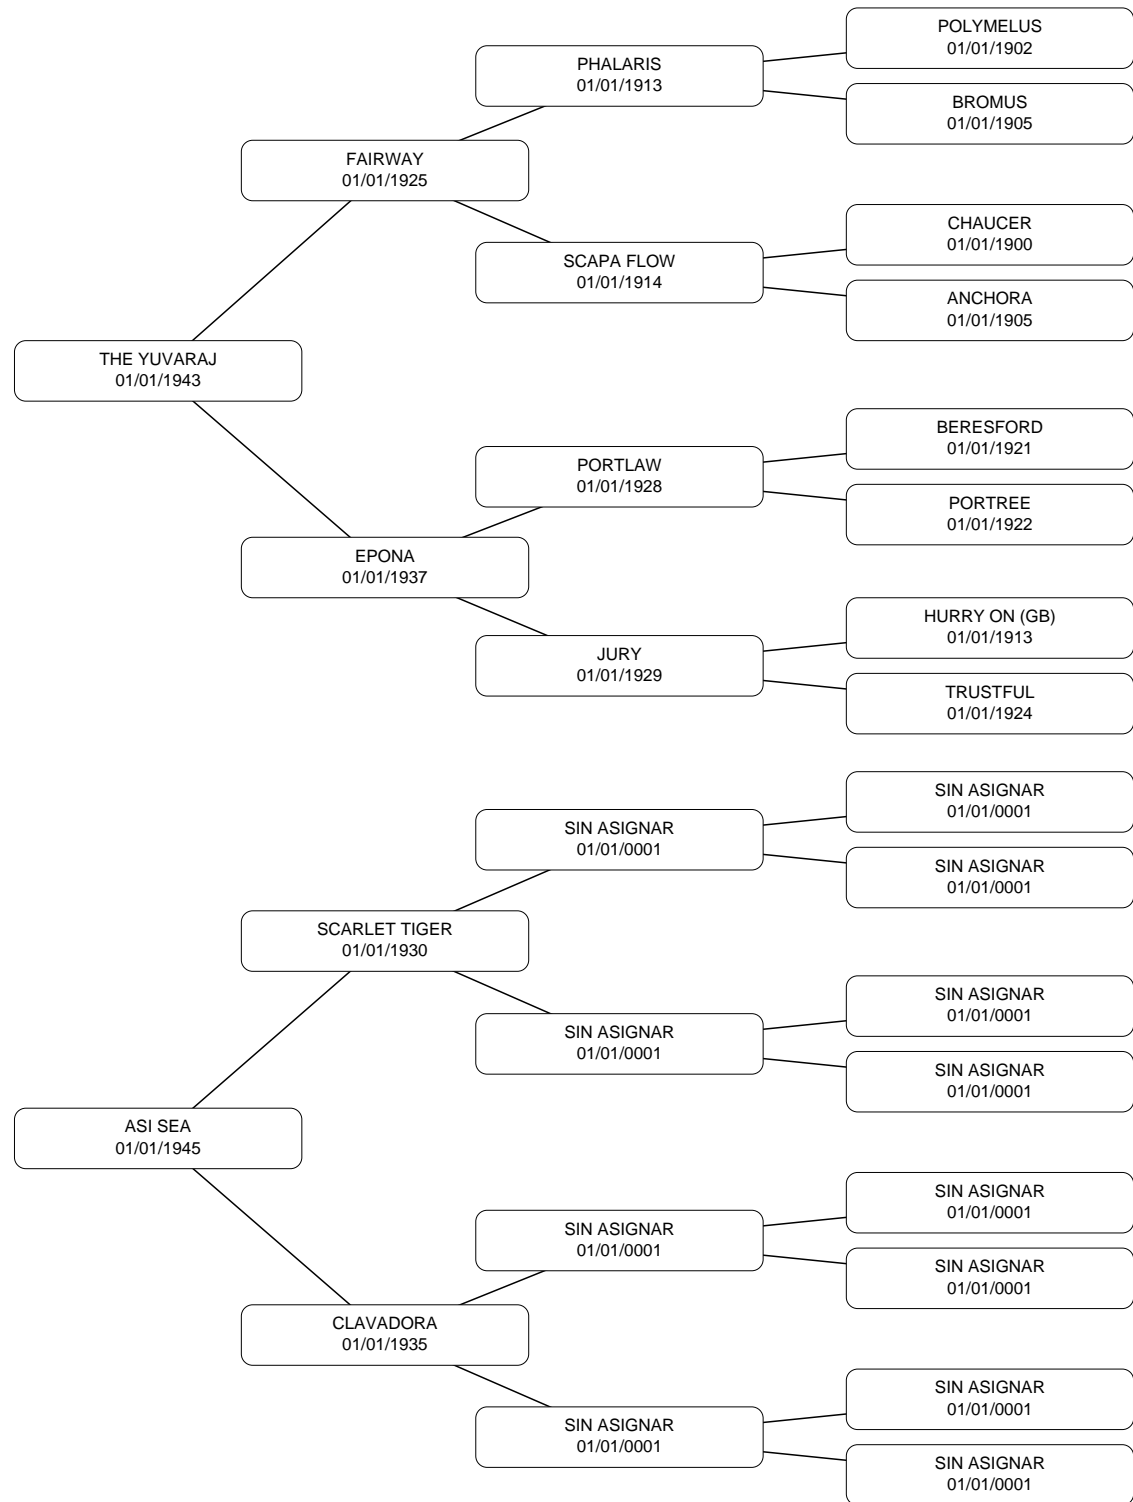 POLYMELUS
01/01/1902
PHALARIS
01/01/1913
BROMUS
01/01/1905
FAIRWAY
01/01/1925
CHAUCER
01/01/1900
SCAPA FLOW
01/01/1914
ANCHORA
01/01/1905
THE YUVARAJ
01/01/1943
BERESFORD
01/01/1921
PORTLAW
01/01/1928
PORTREE
01/01/1922
EPONA
01/01/1937
HURRY ON (GB)
01/01/1913
JURY
01/01/1929
TRUSTFUL
01/01/1924
SIN ASIGNAR
01/01/0001
SIN ASIGNAR
01/01/0001
SIN ASIGNAR
01/01/0001
SCARLET TIGER
01/01/1930
SIN ASIGNAR
01/01/0001
SIN ASIGNAR
01/01/0001
SIN ASIGNAR
01/01/0001
ASI SEA
01/01/1945
SIN ASIGNAR
01/01/0001
SIN ASIGNAR
01/01/0001
SIN ASIGNAR
01/01/0001
CLAVADORA
01/01/1935
SIN ASIGNAR
01/01/0001
SIN ASIGNAR
01/01/0001
SIN ASIGNAR
01/01/0001